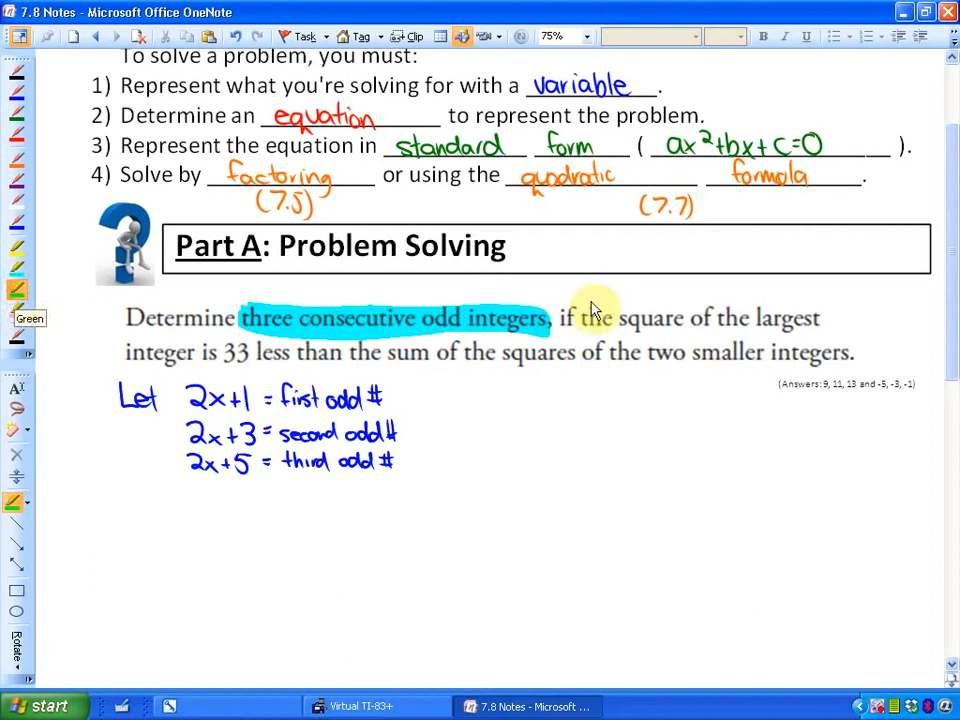 7.8 Notes - Microsoft Office OneNote
Task Tag Clip 75% B I U
To solve a problem, you must:
1) Represent what you're solving for with a variable.
2) Determine an equation to represent the problem.
3) Represent the equation in standard form ( ax²+bx+c=0 ).
4) Solve by factoring or using the quadratic formula.
(7.5) (7.7)
Part A: Problem Solving
Green
Determine three consecutive odd integers, if the square of the largest
integer is 33 less than the sum of the squares of the two smaller integers.
(Answers: 9, 11, 13 and -5, -3, -1)
Let 2x+1 = first odd #
2x+3 = second odd #
2x+5 = third odd #
Rotate
start Virtual TI-83+ 7.8 Notes - Microsoft ...